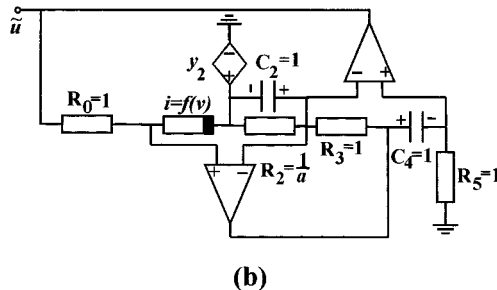 ũ
y₂
C₂=1
R₀=1
i=f(v)
R₂=1/a
R₃=1
C₄=1
R₅=1
(b)